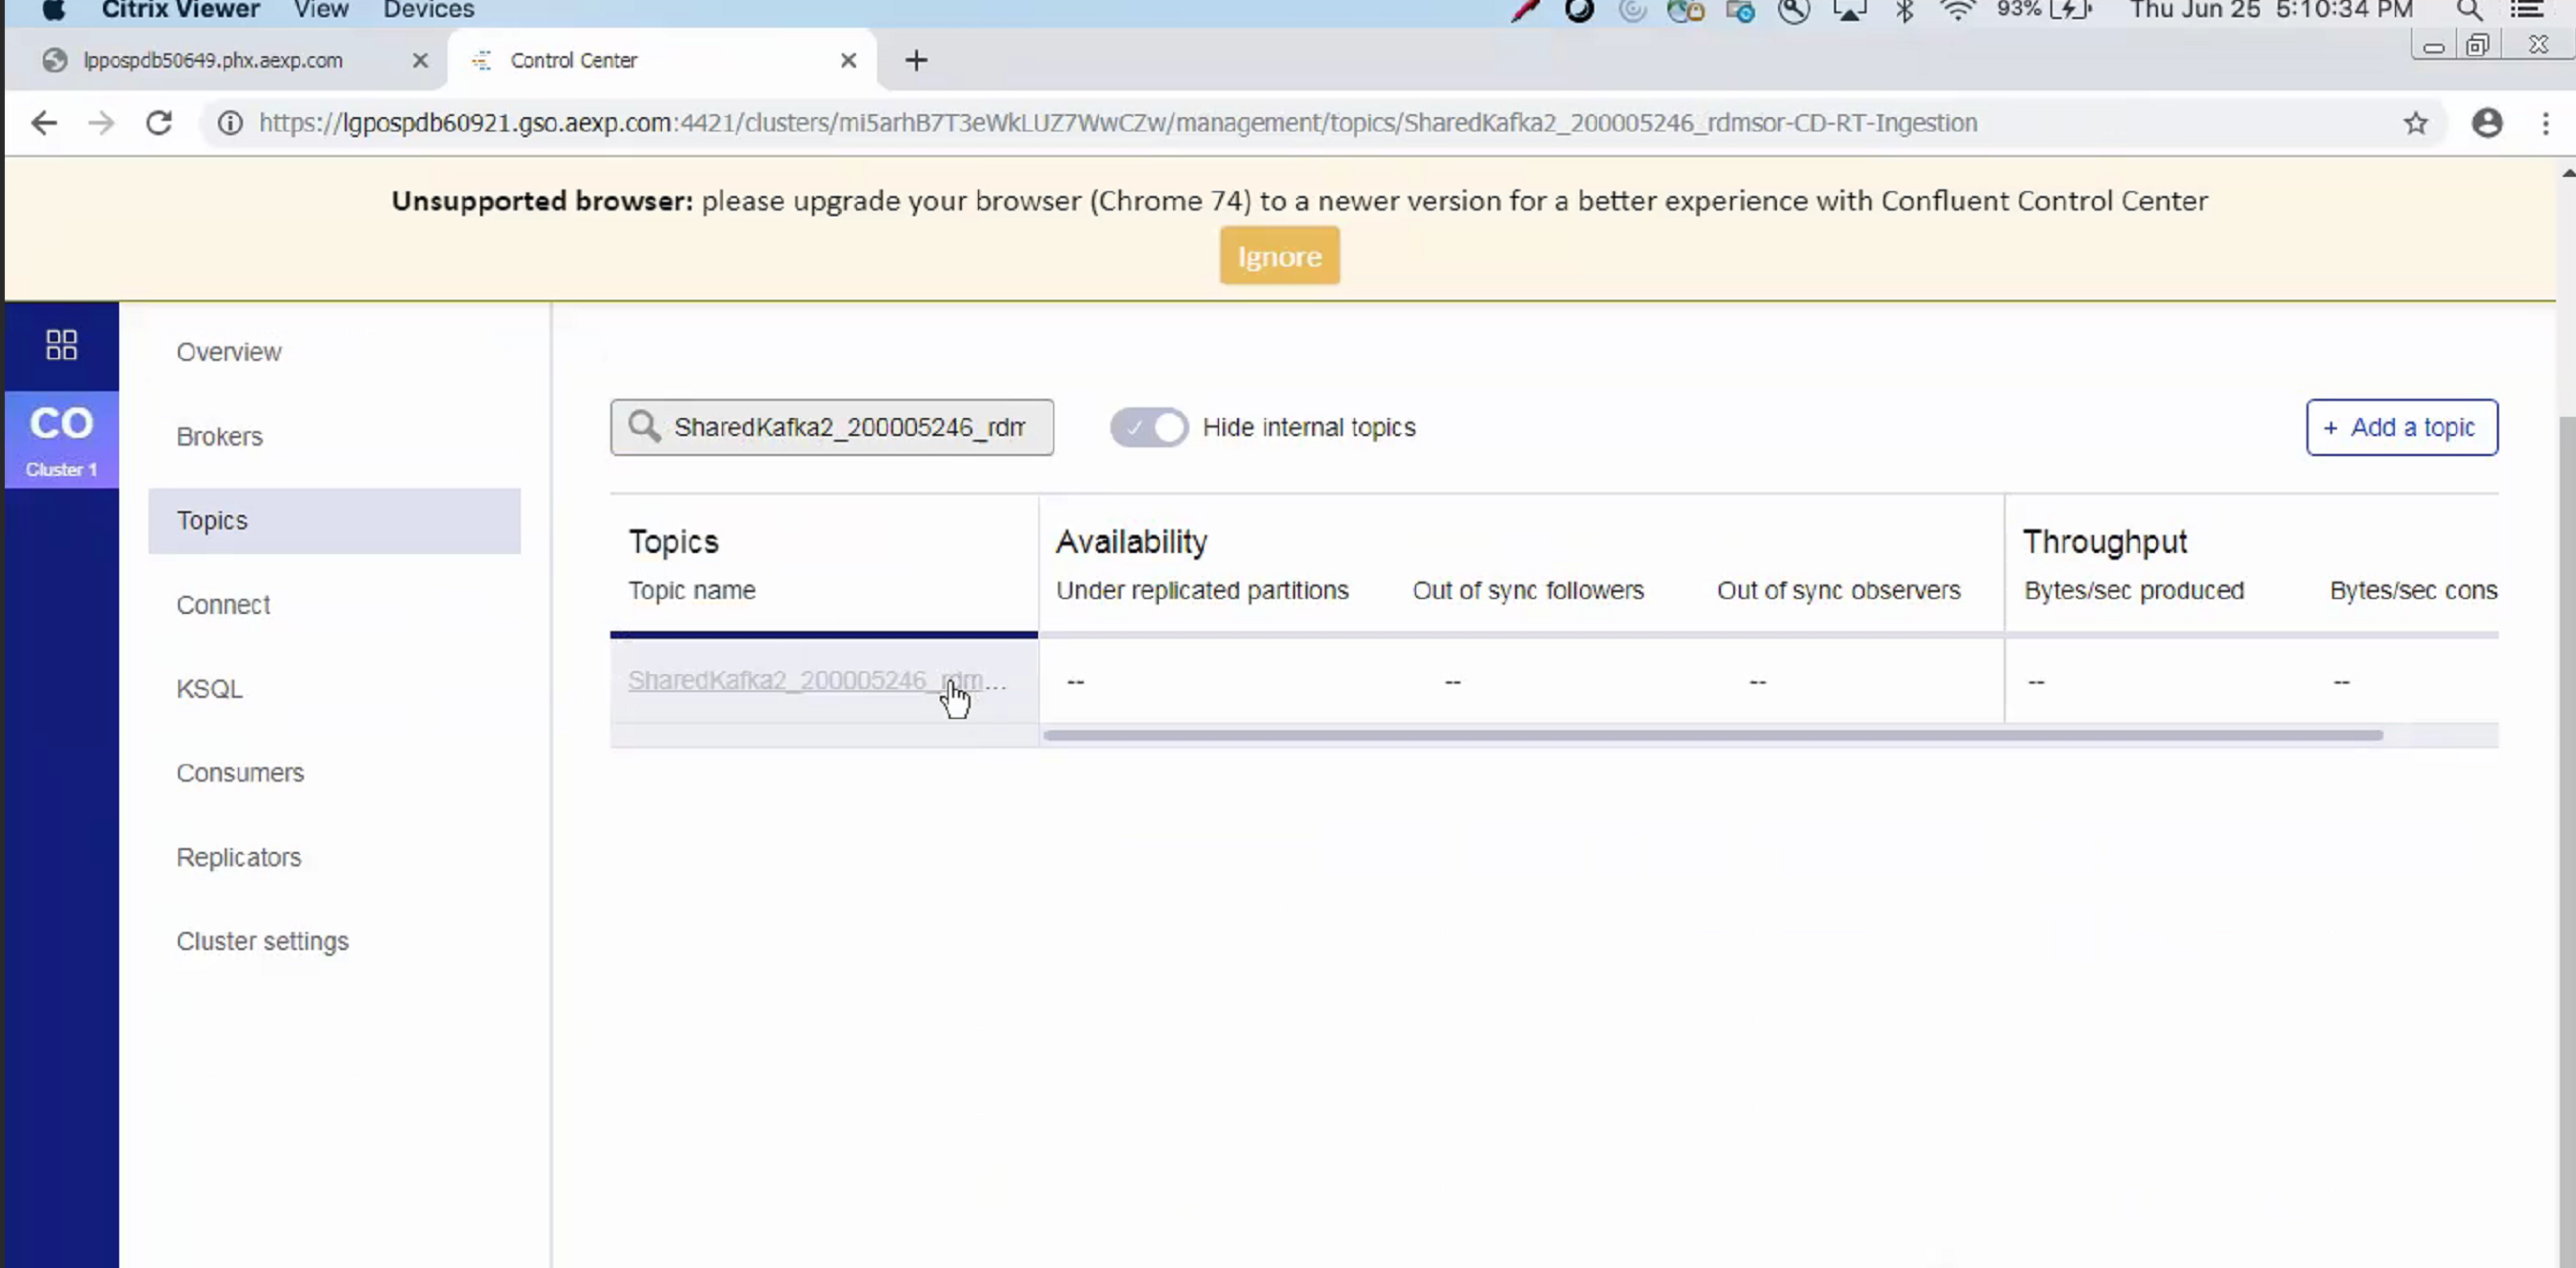 Citrix Viewer View Devices 93% Thu Jun 25 5:10:34 PM
lppospdb50649.phx.aexp.com Control Center
https://lgpospdb60921.gso.aexp.com:4421/clusters/mi5arhB7T3eWkLUZ7WwCZw/management/topics/SharedKafka2_200005246_rdmsor-CD-RT-Ingestion
Unsupported browser: please upgrade your browser (Chrome 74) to a newer version for a better experience with Confluent Control Center
Ignore
CO
Cluster 1
Overview
Brokers
Topics
Connect
KSQL
Consumers
Replicators
Cluster settings
SharedKafka2_200005246_rdm Hide internal topics + Add a topic
Topics Availability Throughput
Topic name Under replicated partitions Out of sync followers Out of sync observers Bytes/sec produced Bytes/sec cons
SharedKafka2_200005246_rdm... -- -- -- -- --